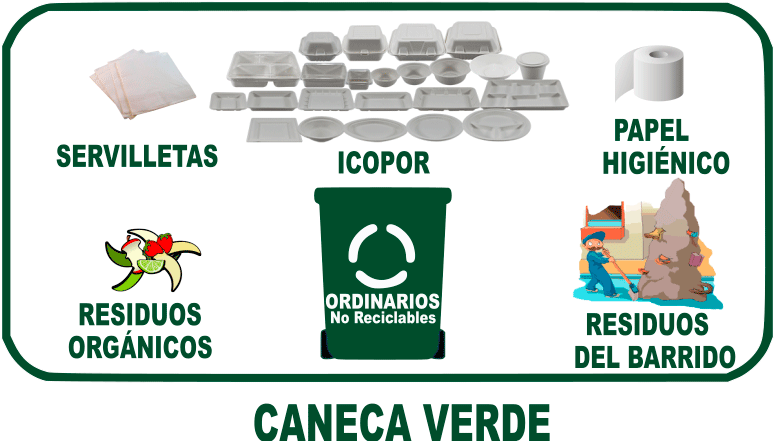 SERVILLETAS
ICOPOR
PAPEL
HIGIÉNICO
RESIDUOS
ORGÁNICOS
ORDINARIOS
No Reciclables
RESIDUOS
DEL BARRIDO
CANECA VERDE